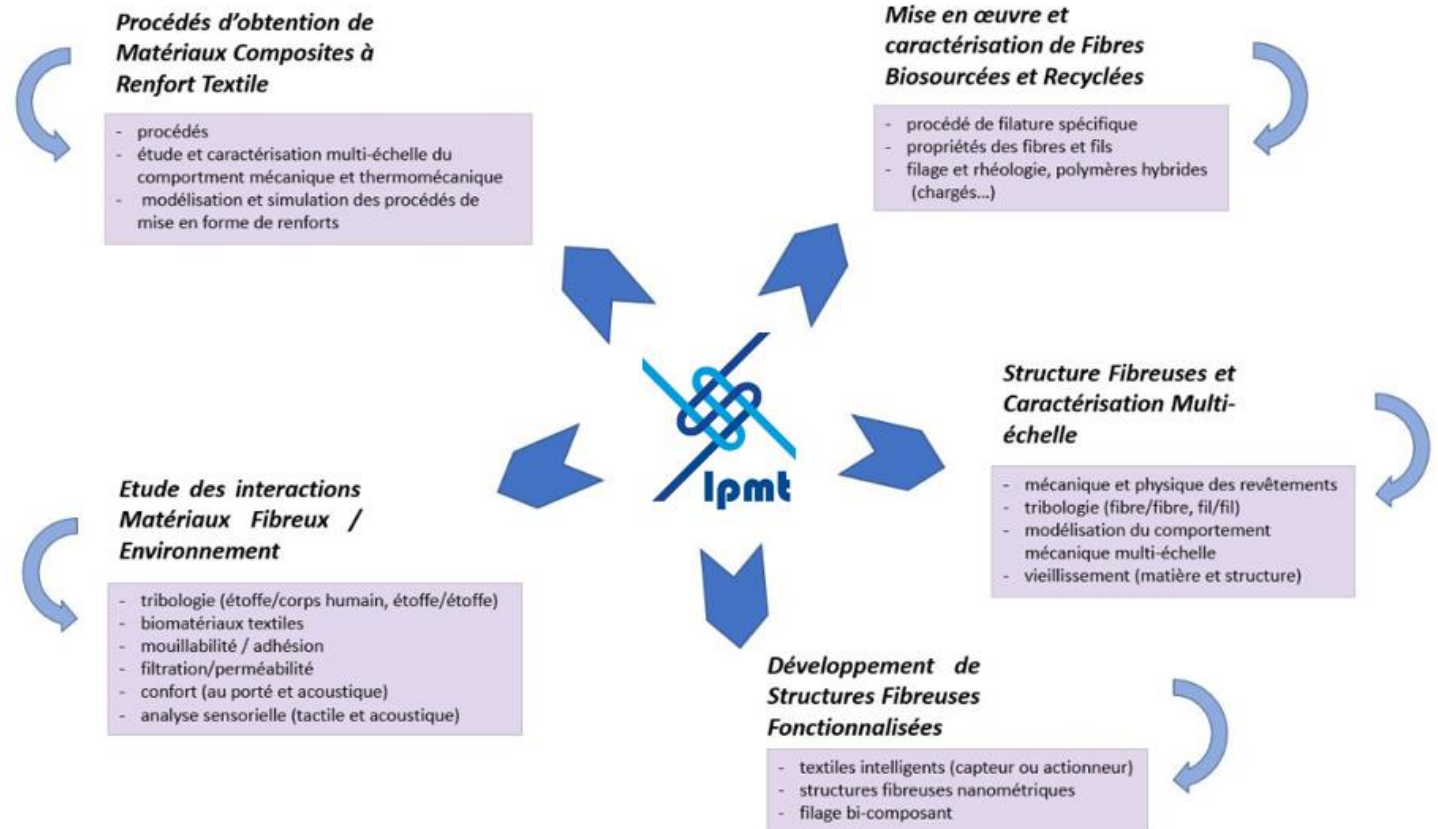 Procédés d'obtention de
Matériaux Composites à
Renfort Textile
- procédés
- étude et caractérisation multi-échelle du
comportment mécanique et thermomécanique
- modélisation et simulation des procédés de
mise en forme de renforts
Mise en œuvre et
caractérisation de Fibres
Biosourcées et Recyclées
- procédé de filature spécifique
- propriétés des fibres et fils
- filage et rhéologie, polymères hybrides
(chargés...)
Structure Fibreuses et
Caractérisation Multi-
échelle
- mécanique et physique des revêtements
- tribologie (fibre/fibre, fil/fil)
- modélisation du comportement
mécanique multi-échelle
- vieillissement (matière et structure)
lpmt
Etude des interactions
Matériaux Fibreux /
Environnement
- tribologie (étoffe/corps humain, étoffe/étoffe)
- biomatériaux textiles
- mouillabilité / adhésion
- filtration/perméabilité
- confort (au porté et acoustique)
- analyse sensorielle (tactile et acoustique)
Développement de
Structures Fibreuses
Fonctionnalisées
- textiles intelligents (capteur ou actionneur)
- structures fibreuses nanométriques
- filage bi-composant